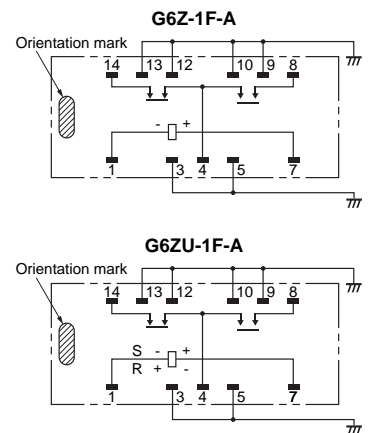 G6Z-1F-A
Orientation mark
14 13 12 10 9 8
- +
1 3 4 5 7
G6ZU-1F-A
Orientation mark
14 13 12 10 9 8
S - +
R + -
1 3 4 5 7